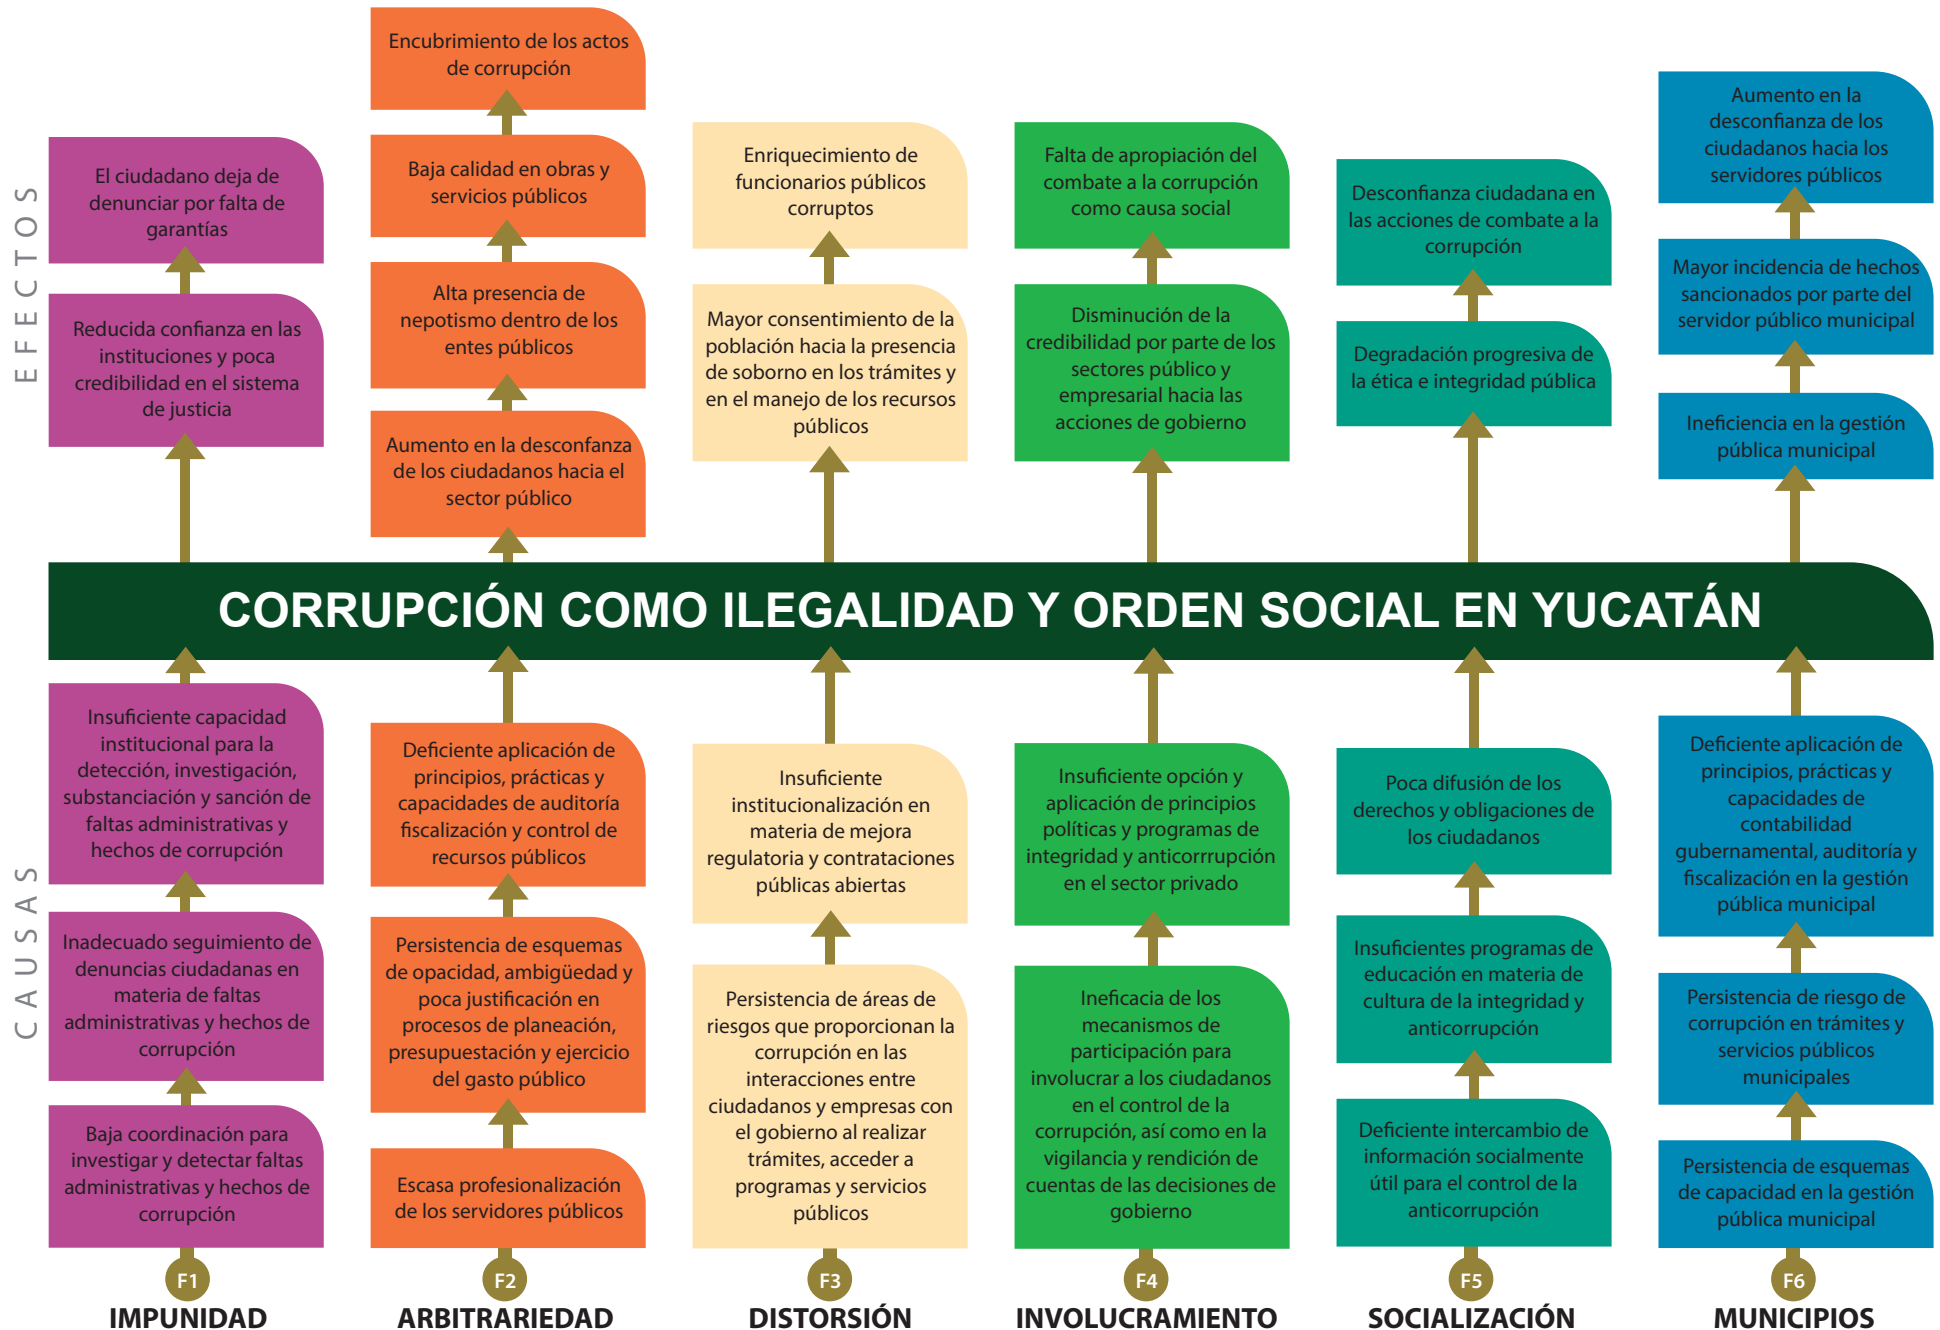 EFECTOS
El ciudadano deja de
denunciar por falta de
garantías
Reducida confianza en las
instituciones y poca
credibilidad en el sistema
de justicia
Encubrimiento de los actos
de corrupción
Baja calidad en obras y
servicios públicos
Alta presencia de
nepotismo dentro de los
entes públicos
Aumento en la desconfanza
de los ciudadanos hacia el
sector público
Enriquecimiento de
funcionarios públicos
corruptos
Mayor consentimiento de la
población hacia la presencia
de soborno en los trámites y
en el manejo de los recursos
públicos
Falta de apropiación del
combate a la corrupción
como causa social
Disminución de la
credibilidad por parte de los
sectores público y
empresarial hacia las
acciones de gobierno
Desconfianza ciudadana en
las acciones de combate a la
corrupción
Degradación progresiva de
la ética e integridad pública
Aumento en la
desconfianza de los
ciudadanos hacia los
servidores públicos
Mayor incidencia de hechos
sancionados por parte del
servidor público municipal
Ineficiencia en la gestión
pública municipal
CORRUPCIÓN COMO ILEGALIDAD Y ORDEN SOCIAL EN YUCATÁN
CAUSAS
Insuficiente capacidad
institucional para la
detección, investigación,
substanciación y sanción de
faltas administrativas y
hechos de corrupción
Inadecuado seguimiento de
denuncias ciudadanas en
materia de faltas
administrativas y hechos de
corrupción
Baja coordinación para
investigar y detectar faltas
administrativas y hechos de
corrupción
F1
IMPUNIDAD
Deficiente aplicación de
principios, prácticas y
capacidades de auditoría
fiscalización y control de
recursos públicos
Persistencia de esquemas
de opacidad, ambigüedad y
poca justificación en
procesos de planeación,
presupuestación y ejercicio
del gasto público
Escasa profesionalización
de los servidores públicos
F2
ARBITRARIEDAD
Insuficiente
institucionalización en
materia de mejora
regulatoria y contrataciones
públicas abiertas
Persistencia de áreas de
riesgos que proporcionan la
corrupción en las
interacciones entre
ciudadanos y empresas con
el gobierno al realizar
trámites, acceder a
programas y servicios
públicos
F3
DISTORSIÓN
Insuficiente opción y
aplicación de principios
políticas y programas de
integridad y anticorrrupción
en el sector privado
Ineficacia de los
mecanismos de
participación para
involucrar a los ciudadanos
en el control de la
corrupción, así como en la
vigilancia y rendición de
cuentas de las decisiones de
gobierno
F4
INVOLUCRAMIENTO
Poca difusión de los
derechos y obligaciones de
los ciudadanos
Insuficientes programas de
educación en materia de
cultura de la integridad y
anticorrupción
Deficiente intercambio de
información socialmente
útil para el control de la
anticorrupción
F5
SOCIALIZACIÓN
Deficiente aplicación de
principios, prácticas y
capacidades de
contabilidad
gubernamental, auditoría y
fiscalización en la gestión
pública municipal
Persistencia de riesgo de
corrupción en trámites y
servicios públicos
municipales
Persistencia de esquemas
de capacidad en la gestión
pública municipal
F6
MUNICIPIOS